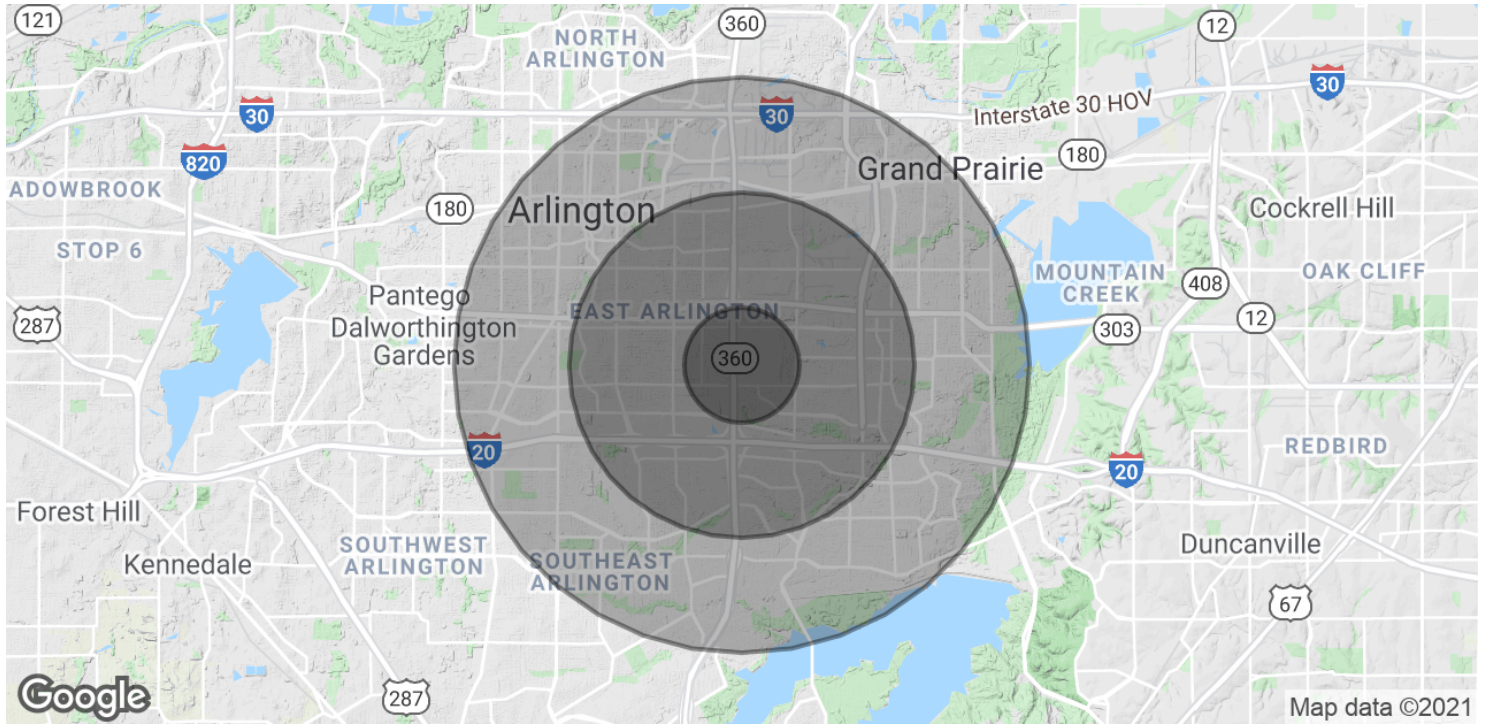 121
360
12
NORTH
ARLINGTON
30
30
30
Interstate 30 HOV
820
180
Grand Prairie
ADOWBROOK
180
Arlington
Cockrell Hill
STOP 6
MOUNTAIN
CREEK
OAK CLIFF
408
Pantego
EAST ARLINGTON
287
Dalworthington
Gardens
303
12
360
20
REDBIRD
20
Forest Hill
SOUTHWEST
ARLINGTON
Duncanville
Kennedale
SOUTHEAST
ARLINGTON
67
Google
287
Map data ©2021